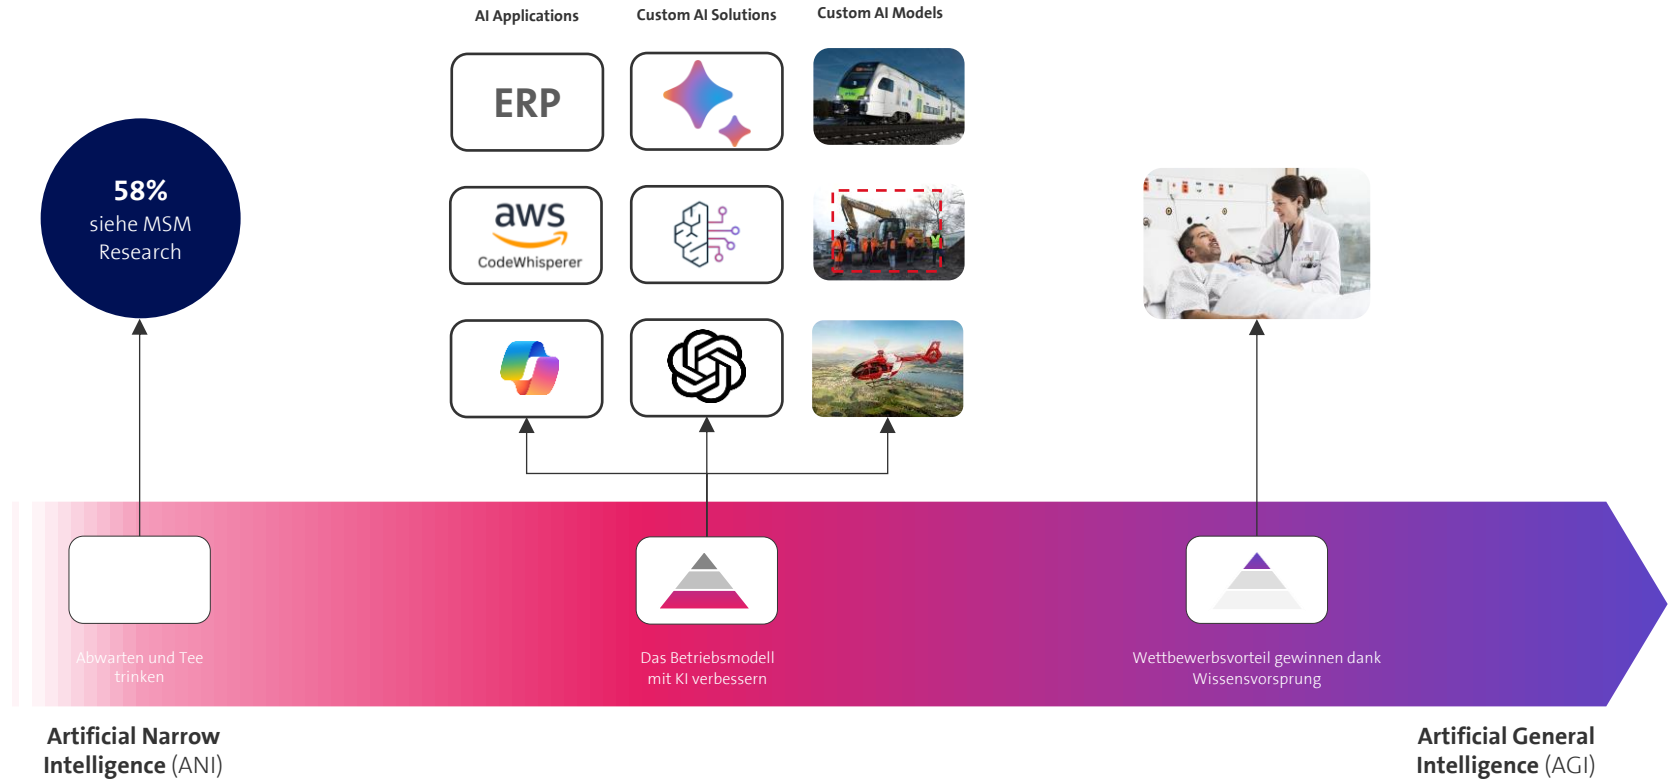 AI Applications
Custom AI Solutions
Custom AI Models
ERP
58%
siehe MSM
Research
aws
CodeWhisperer
Abwarten und Tee
trinken
Das Betriebsmodell
mit KI verbessern
Wettbewerbsvorteil gewinnen dank
Wissensvorsprung
Artificial Narrow
Intelligence (ANI)
Artificial General
Intelligence (AGI)